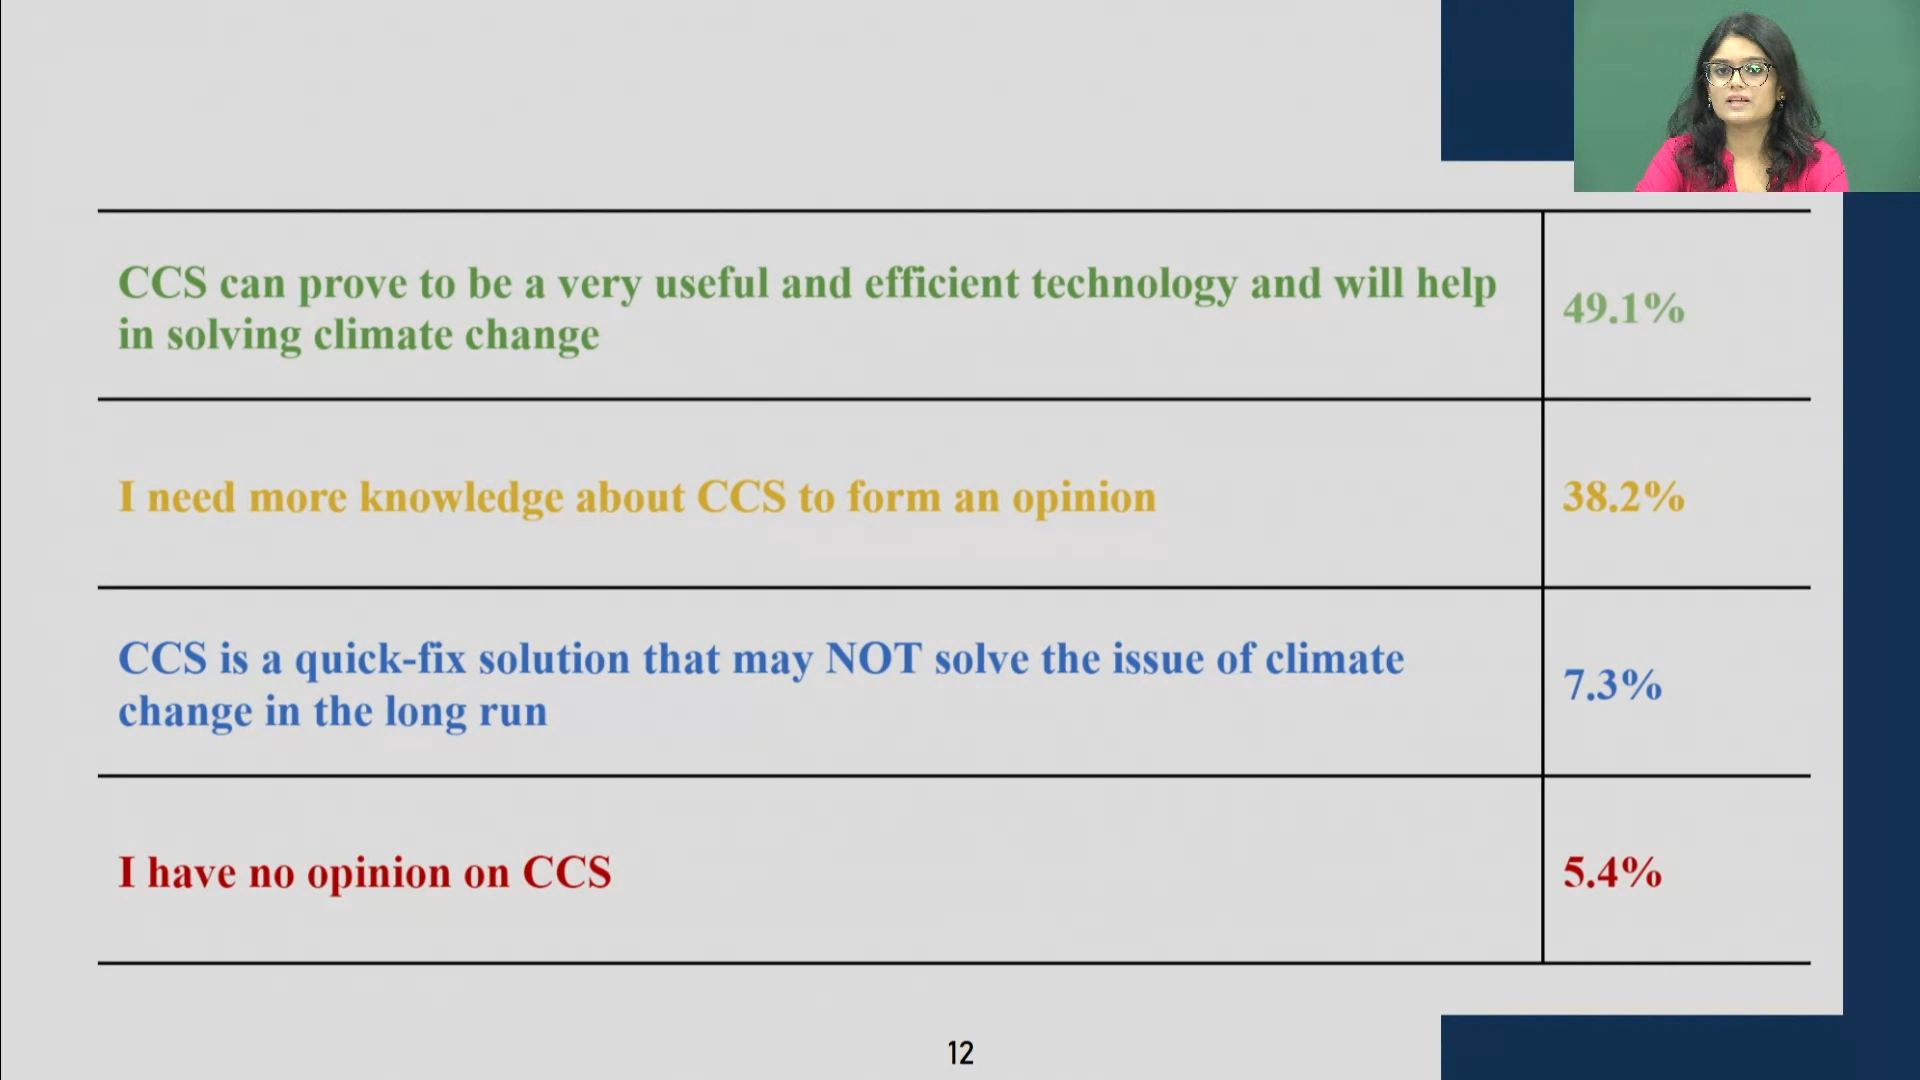 CCS can prove to be a very useful and efficient technology and will help
in solving climate change
49.1%
I need more knowledge about CCS to form an opinion
38.2%
CCS is a quick-fix solution that may NOT solve the issue of climate
change in the long run
7.3%
I have no opinion on CCS
5.4%
12